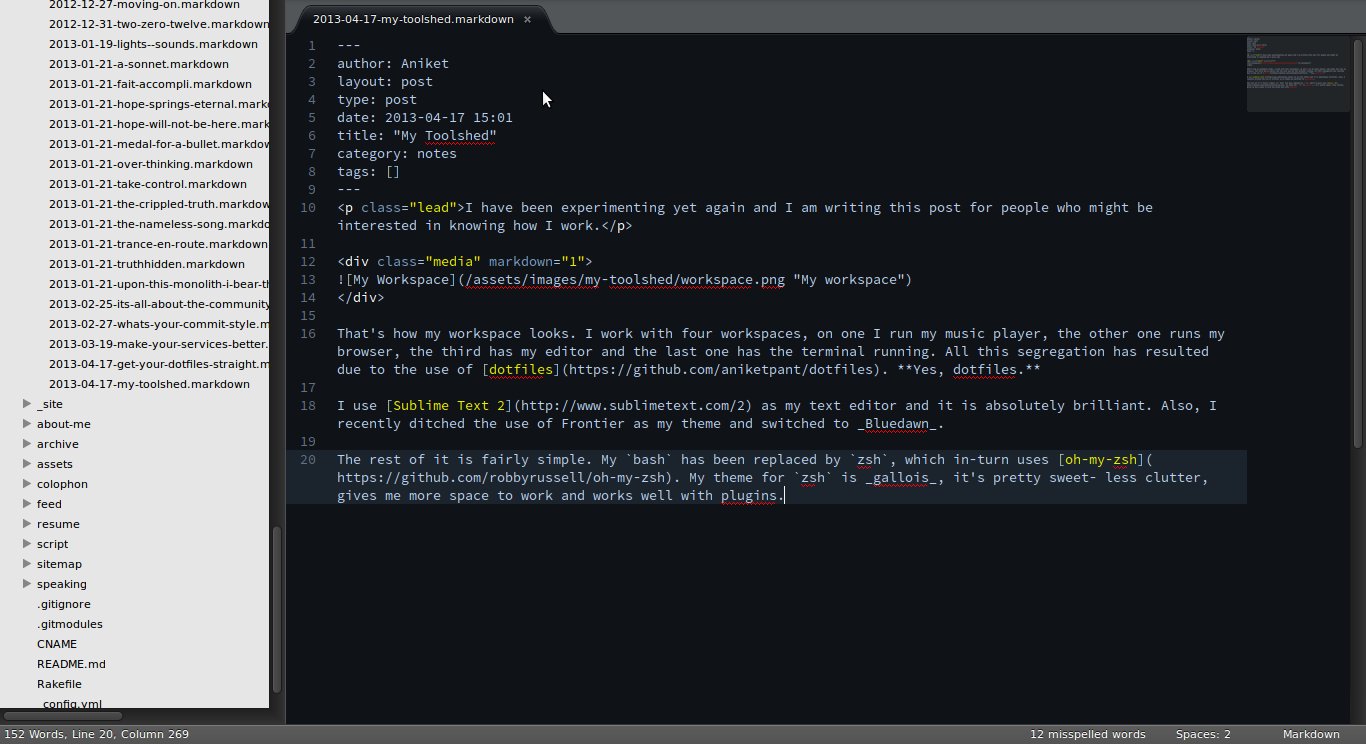 2012-12-27-moving-on.markdown
2012-12-31-two-zero-twelve.markdown
2013-01-19-lights--sounds.markdown
2013-01-21-a-sonnet.markdown
2013-01-21-fait-accompli.markdown
2013-01-21-hope-springs-eternal.mark
2013-01-21-hope-will-not-be-here.mark
2013-01-21-medal-for-a-bullet.markdow
2013-01-21-over-thinking.markdown
2013-01-21-take-control.markdown
2013-01-21-the-crippled-truth.markdow
2013-01-21-the-nameless-song.markdo
2013-01-21-trance-en-route.markdown
2013-01-21-truthhidden.markdown
2013-01-21-upon-this-monolith-i-bear-t
2013-02-25-its-all-about-the-community
2013-02-27-whats-your-commit-style.m
2013-03-19-make-your-services-better.
2013-04-17-get-your-dotfiles-straight.m
2013-04-17-my-toolshed.markdown
_site
about-me
archive
assets
colophon
feed
resume
script
sitemap
speaking
.gitignore
.gitmodules
CNAME
README.md
Rakefile
_config.yml
2013-04-17-my-toolshed.markdown ×
1 ---
2 author: Aniket
3 layout: post
4 type: post
5 date: 2013-04-17 15:01
6 title: "My Toolshed"
7 category: notes
8 tags: []
9 ---
10 <p class="lead">I have been experimenting yet again and I am writing this post for people who might be
interested in knowing how I work.</p>
11
12 <div class="media" markdown="1">
13 ![My Workspace](/assets/images/my-toolshed/workspace.png "My workspace")
14 </div>
15
16 That's how my workspace looks. I work with four workspaces, on one I run my music player, the other one runs my
browser, the third has my editor and the last one has the terminal running. All this segregation has resulted
due to the use of [dotfiles](https://github.com/aniketpant/dotfiles). **Yes, dotfiles.**
17
18 I use [Sublime Text 2](http://www.sublimetext.com/2) as my text editor and it is absolutely brilliant. Also, I
recently ditched the use of Frontier as my theme and switched to _Bluedawn_.
19
20 The rest of it is fairly simple. My `bash` has been replaced by `zsh`, which in-turn uses [oh-my-zsh](
https://github.com/robbyrussell/oh-my-zsh). My theme for `zsh` is _gallois_, it's pretty sweet- less clutter,
gives me more space to work and works well with plugins.
152 Words, Line 20, Column 269
12 misspelled words
Spaces: 2
Markdown